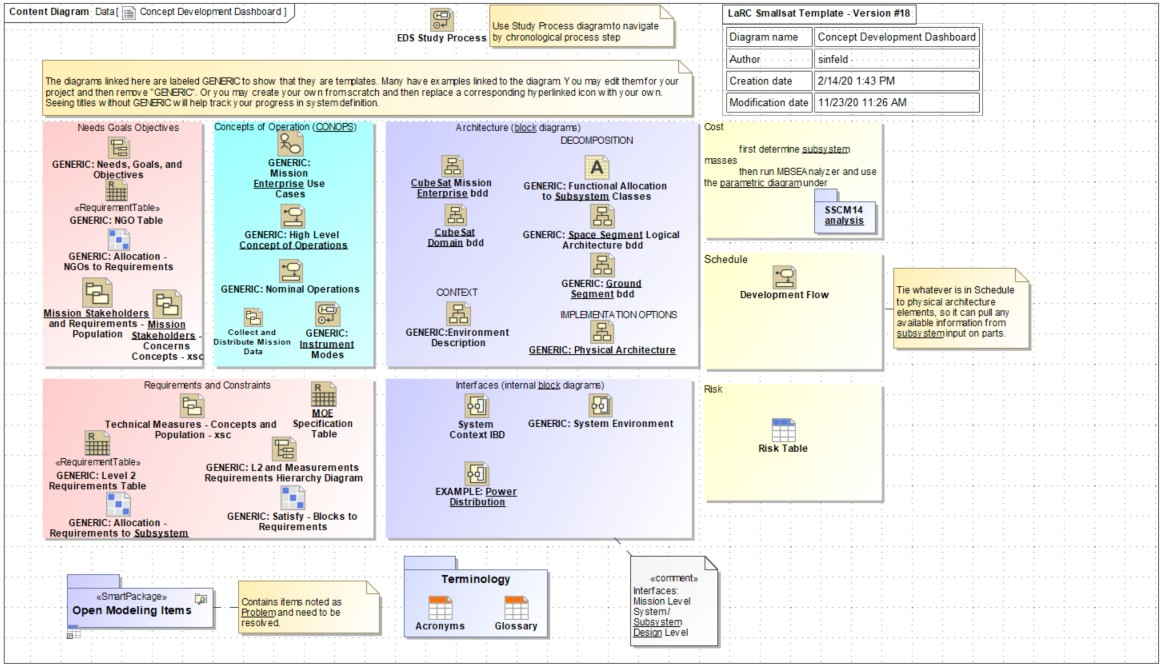 Content Diagram Data[ Concept Development Dashboard ]
EDS Study Process
Use Study Process diagram to navigate
by chronological process step
LaRC Smallsat Template - Version #18
Diagram name Concept Development Dashboard
Author sinfeld
Creation date 2/14/20 1:43 PM
Modification date 11/23/20 11:26 AM
The diagrams linked here are labeled GENERIC to show that they are templates. Many have examples linked to the diagram. You may edit them for your
project and then remove "GENERIC". Or you may create your own from scratch and then replace a corresponding hyperlinked icon with your own.
Seeing titles without GENERIC will help track your progress in system definition.
Needs Goals Objectives
GENERIC: Needs, Goals, and
Objectives
«RequirementTable»
GENERIC: NGO Table
GENERIC: Allocation -
NGOs to Requirements
Mission Stakeholders
and Requirements -
Population
Mission
Stakeholders -
Concerns
Concepts - xsc
Concepts of Operation (CONOPS)
GENERIC:
Mission
Enterprise Use
Cases
GENERIC: High Level
Concept of Operations
GENERIC: Nominal Operations
Collect and
Distribute Mission
Data
GENERIC:
Instrument
Modes
Architecture (block diagrams)
DECOMPOSITION
CubeSat Mission
Enterprise bdd
GENERIC: Functional Allocation
to Subsystem Classes
CubeSat
Domain bdd
GENERIC: Space Segment Logical
Architecture bdd
GENERIC: Ground
Segment bdd
CONTEXT
GENERIC:Environment
Description
IMPLEMENTATION OPTIONS
GENERIC: Physical Architecture
Cost
first determine subsystem
masses
then run MBSEAnalyzer and use
the parametric diagram under
SSCM14
analysis
Schedule
Development Flow
Tie whatever is in Schedule
to physical architecture
elements, so it can pull any
available information from
subsystem input on parts.
Requirements and Constraints
Technical Measures - Concepts and
Population - xsc
MOE
Specification
Table
«RequirementTable»
GENERIC: Level 2
Requirements Table
GENERIC: L2 and Measurements
Requirements Hierarchy Diagram
GENERIC: Allocation -
Requirements to Subsystem
GENERIC: Satisfy - Blocks to
Requirements
Interfaces (internal block diagrams)
System
Context IBD
GENERIC: System Environment
EXAMPLE: Power
Distribution
Risk
Risk Table
«SmartPackage»
Open Modeling Items
Contains items noted as
Problem and need to be
resolved.
Terminology
Acronyms
Glossary
«comment»
Interfaces:
Mission Level
System/
Subsystem
Design Level